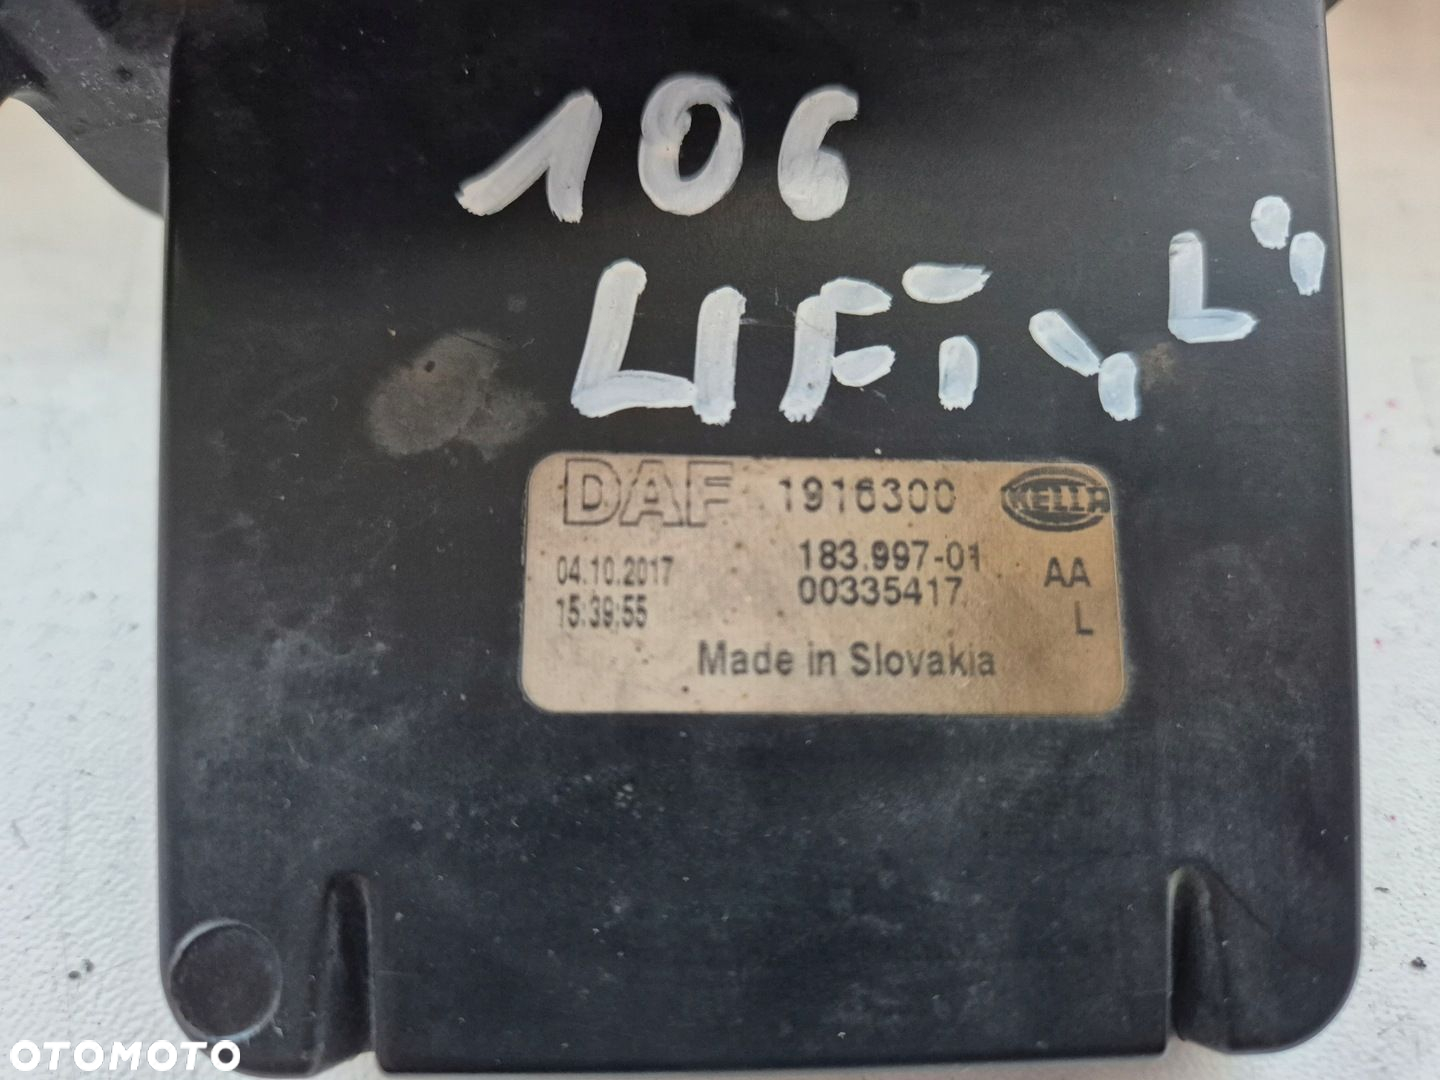 106
LIFT Y L"
DAF 1916300 HELLA
183.997-01 AA
04.10.2017 00335417
15:39:55 L
Made in Slovakia
OTOMOTO